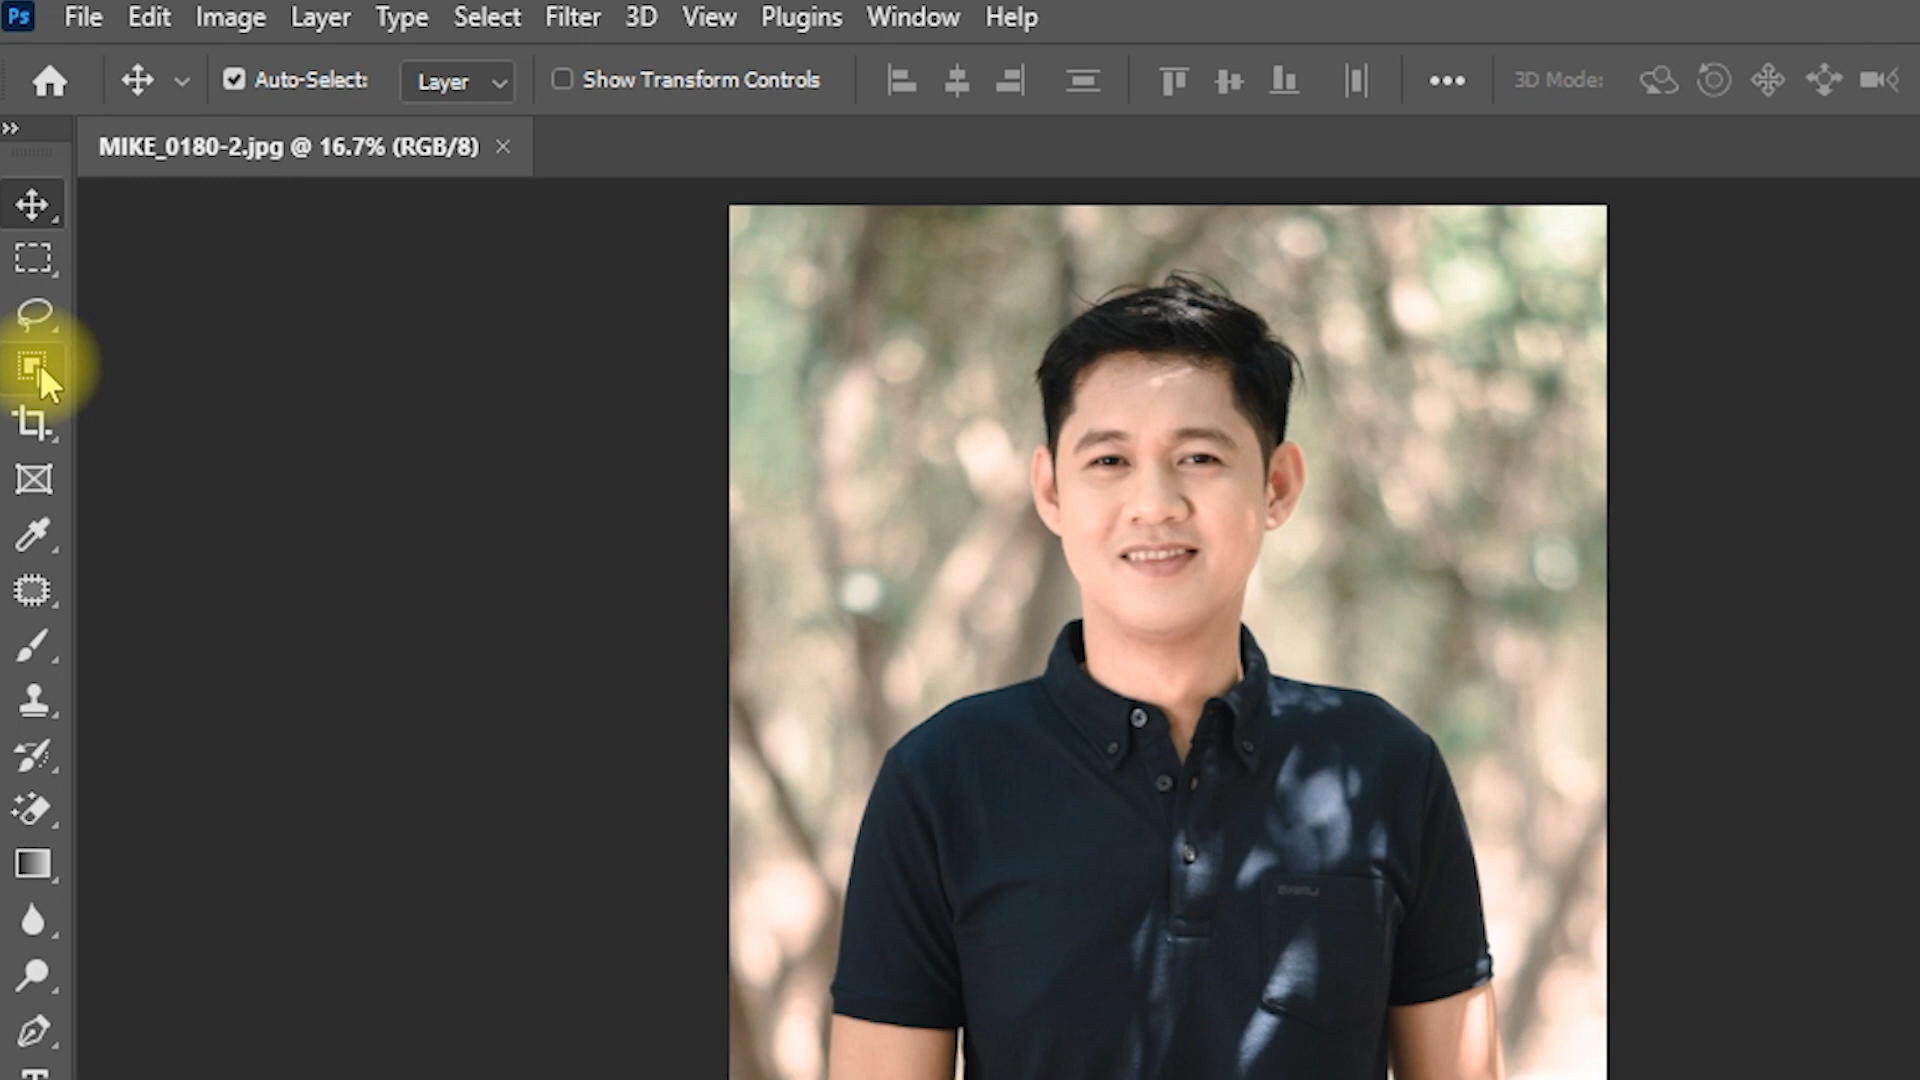 Ps File Edit Image Layer Type Select Filter 3D View Plugins Window Help
Auto-Select: Layer Show Transform Controls 3D Mode:
MIKE_0180-2.jpg @ 16.7% (RGB/8)